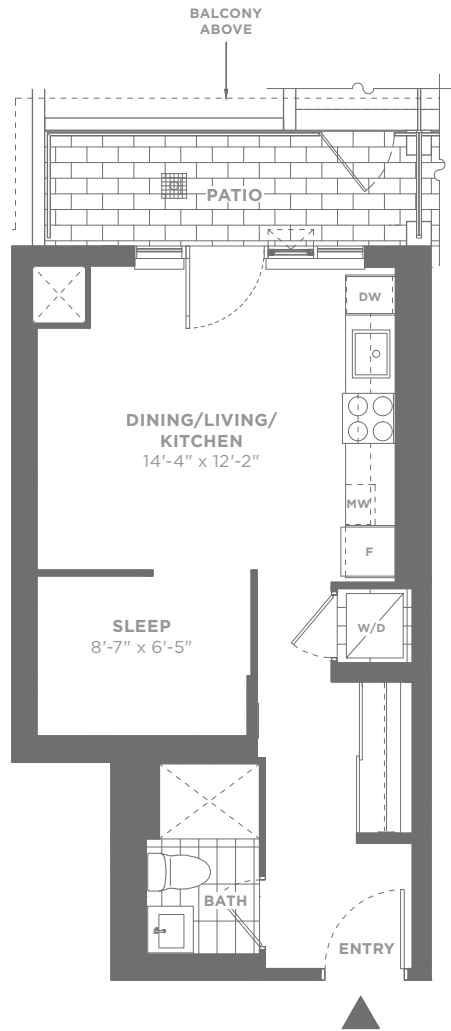 BALCONY
ABOVE
PATIO
DW
DINING/LIVING/
KITCHEN
14'-4" x 12'-2"
MW
F
SLEEP
8'-7" x 6'-5"
W/D
BATH
ENTRY